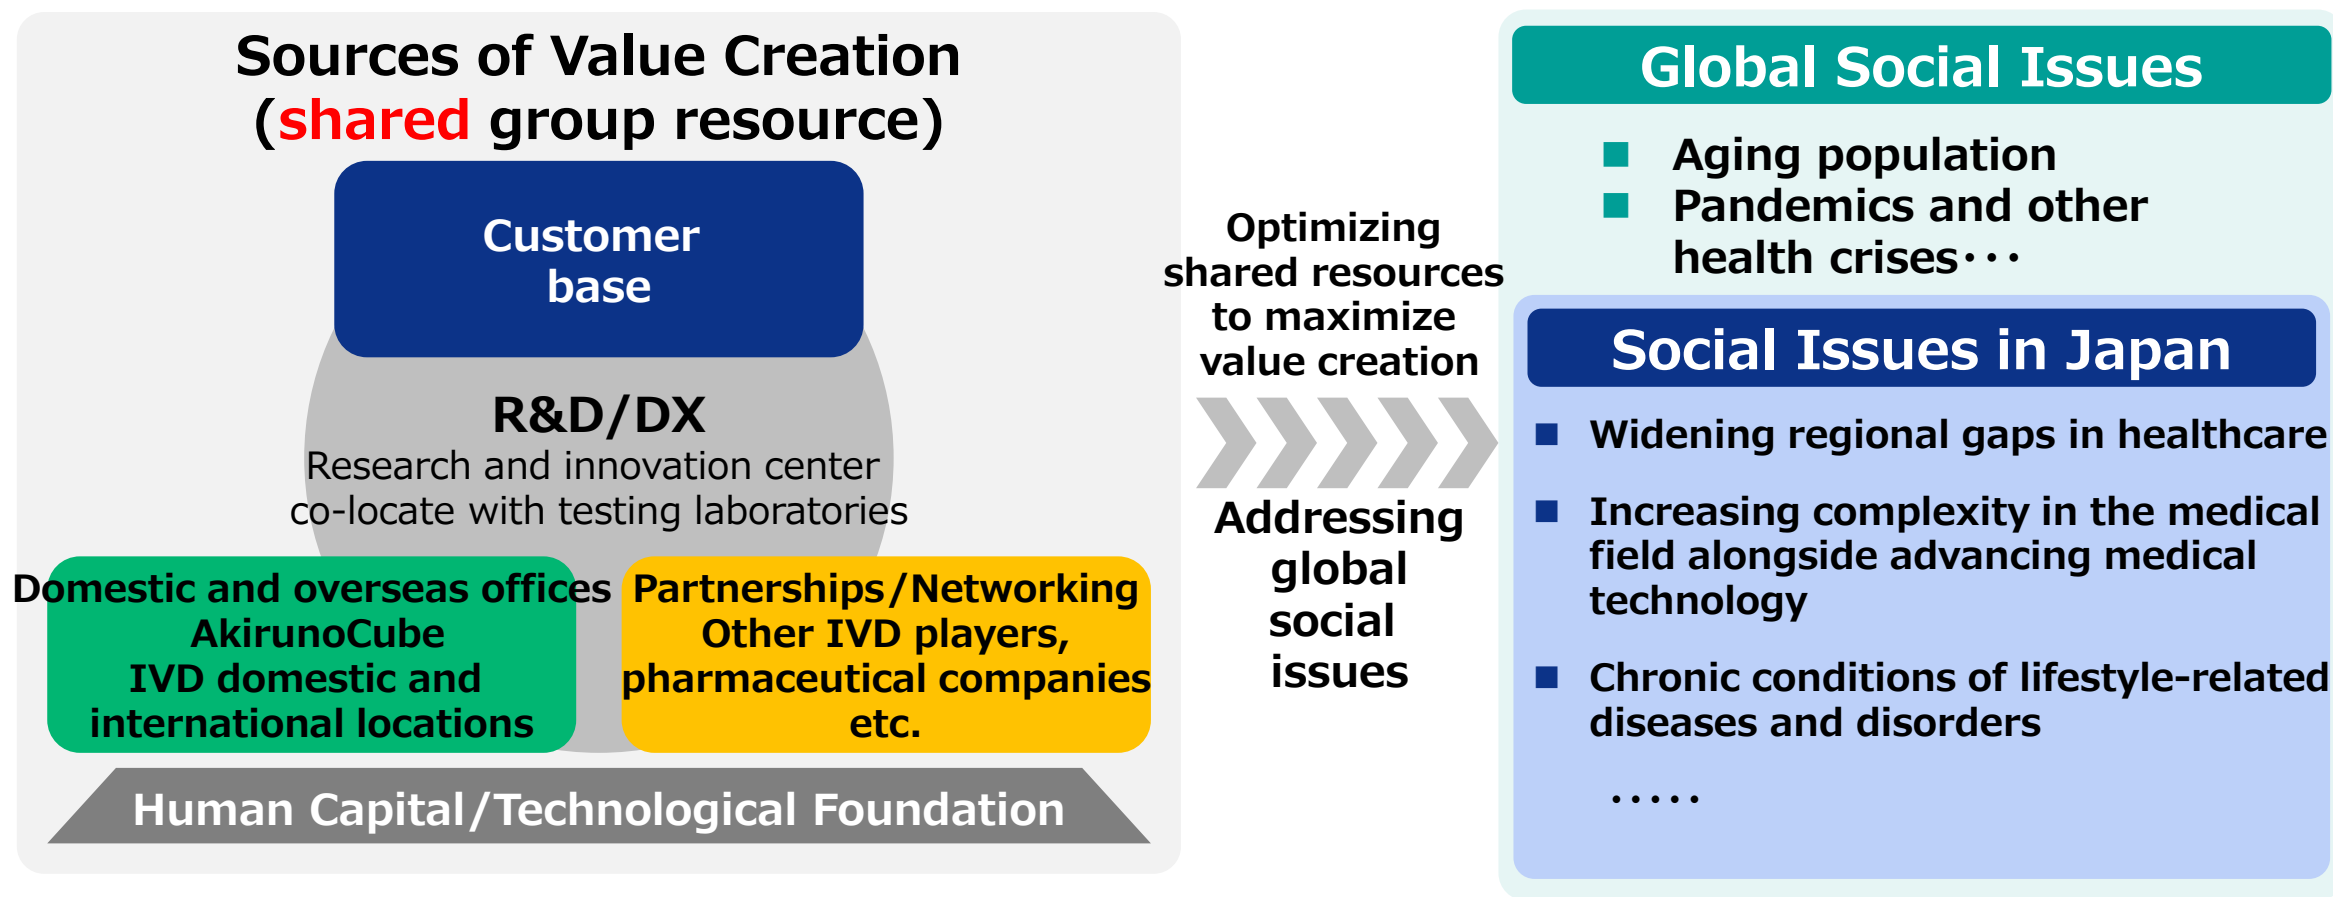 Sources of Value Creation
(shared group resource)
Customer
base
R&D/DX
Research and innovation center
co-locate with testing laboratories
Domestic and overseas offices
AkirunoCube
IVD domestic and
international locations
Partnerships/Networking
Other IVD players,
pharmaceutical companies
etc.
Human Capital/Technological Foundation
Optimizing
shared resources
to maximize
value creation
Addressing
global
social
issues
Global Social Issues
■ Aging population
■ Pandemics and other
health crises・・・
Social Issues in Japan
■ Widening regional gaps in healthcare
■ Increasing complexity in the medical
field alongside advancing medical
technology
■ Chronic conditions of lifestyle-related
diseases and disorders
・・・・・